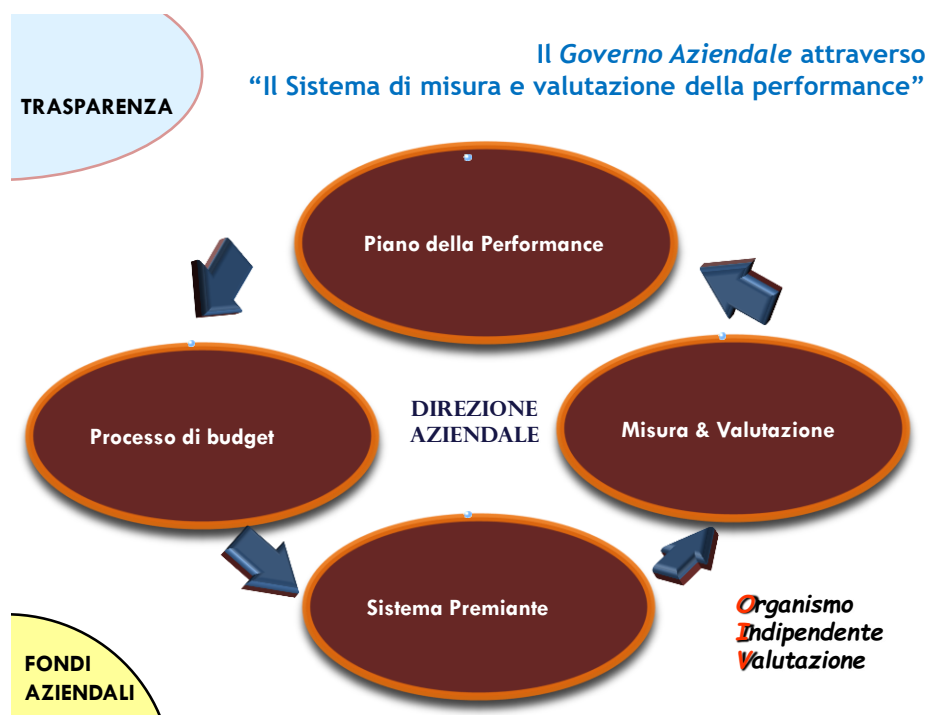 Il Governo Aziendale attraverso
“Il Sistema di misura e valutazione della performance”
TRASPARENZA
Piano della Performance
Processo di budget
DIREZIONE
AZIENDALE
Misura & Valutazione
Sistema Premiante
Organismo
Indipendente
Valutazione
FONDI
AZIENDALI